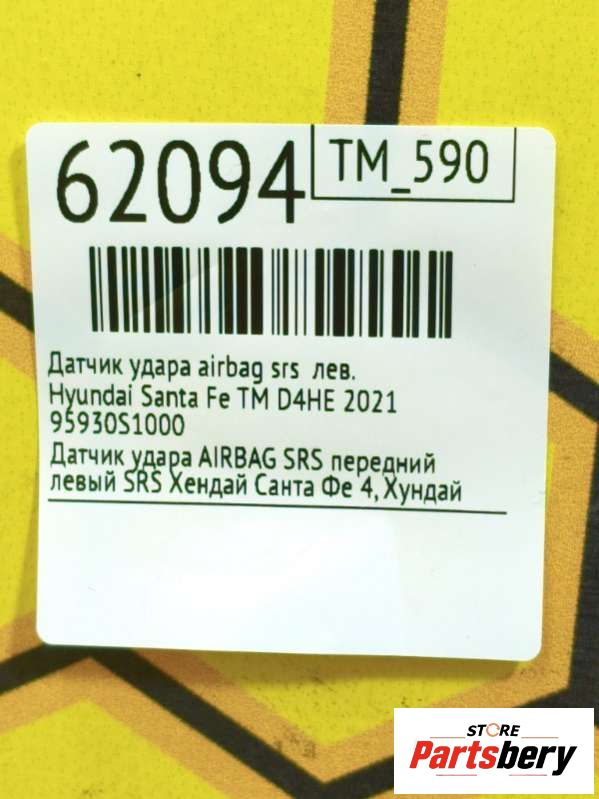 62094
TM_590
Датчик удара airbag srs лев.
Hyundai Santa Fe TM D4HE 2021
95930S1000
Датчик удара AIRBAG SRS передний
левый SRS Хендай Санта Фе 4, Хундай
STORE
Partsbery